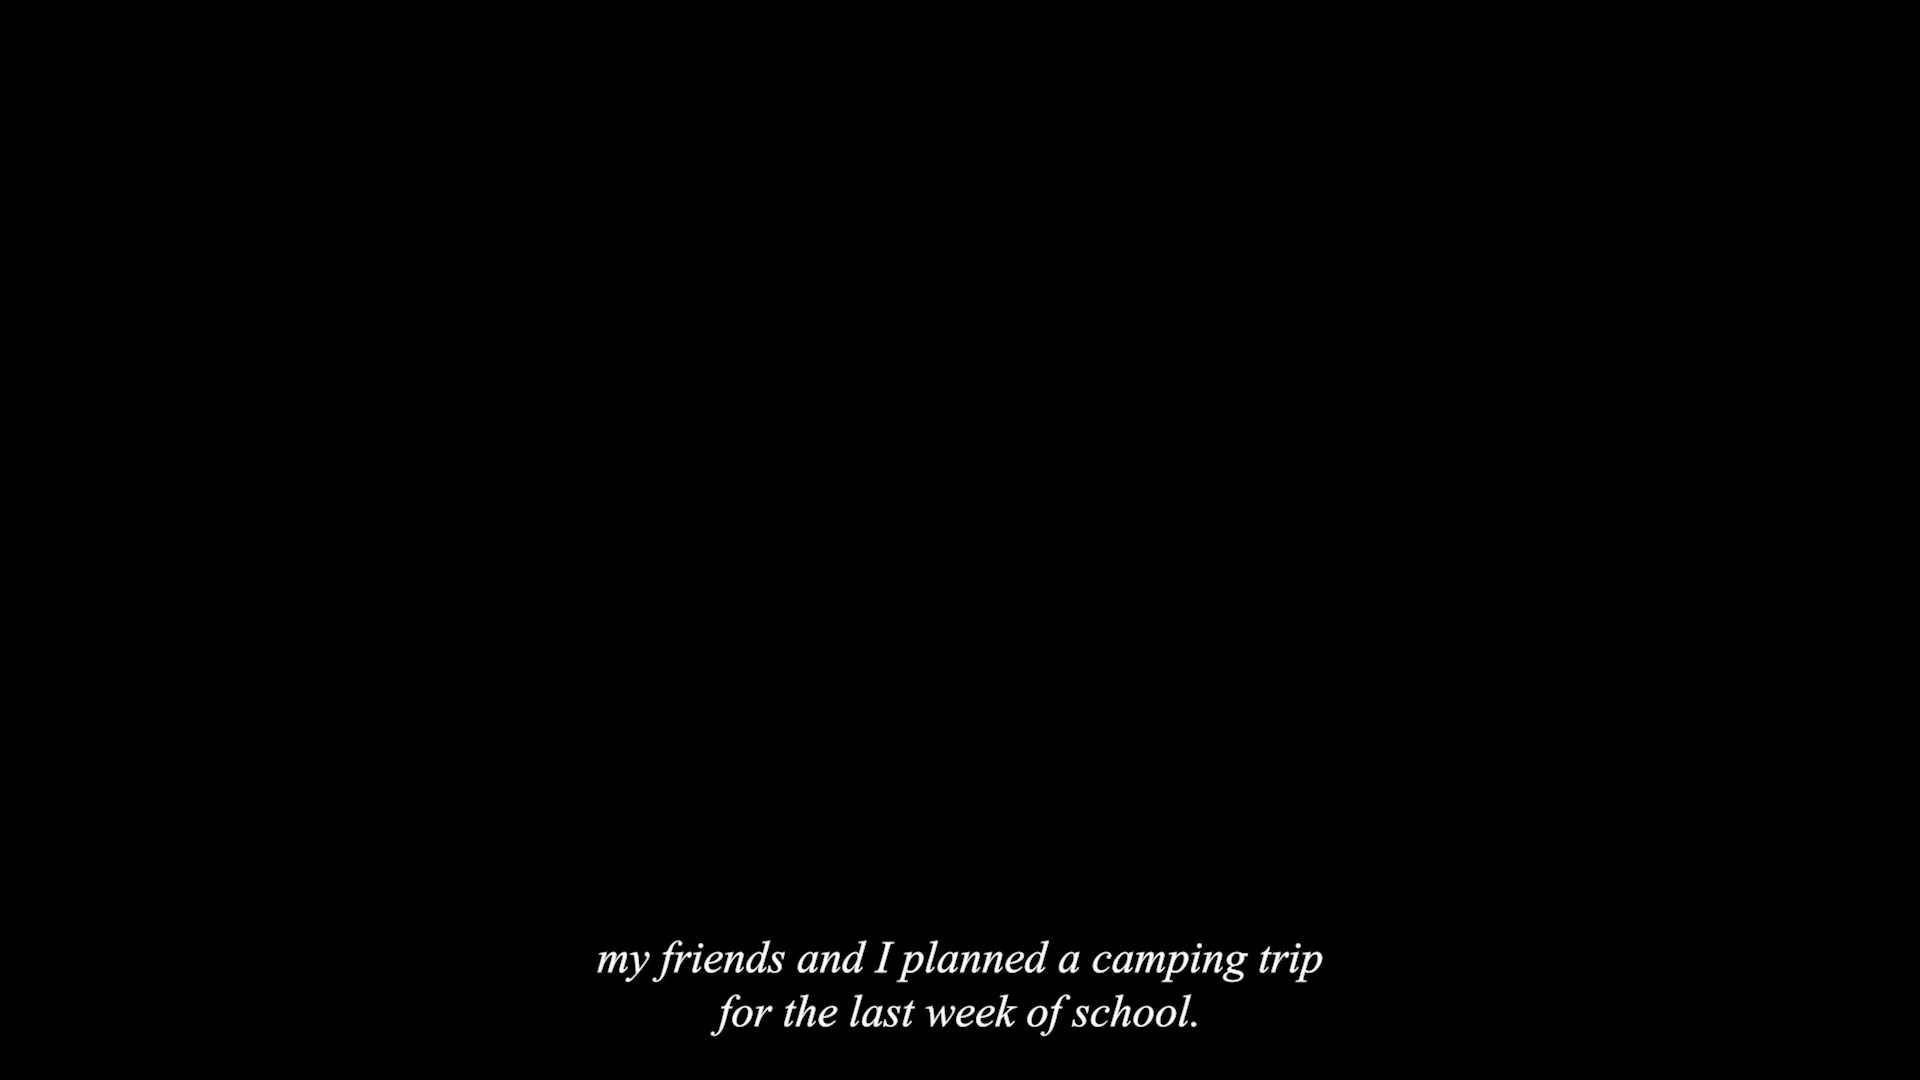 my friends and I planned a camping trip
for the last week of school.